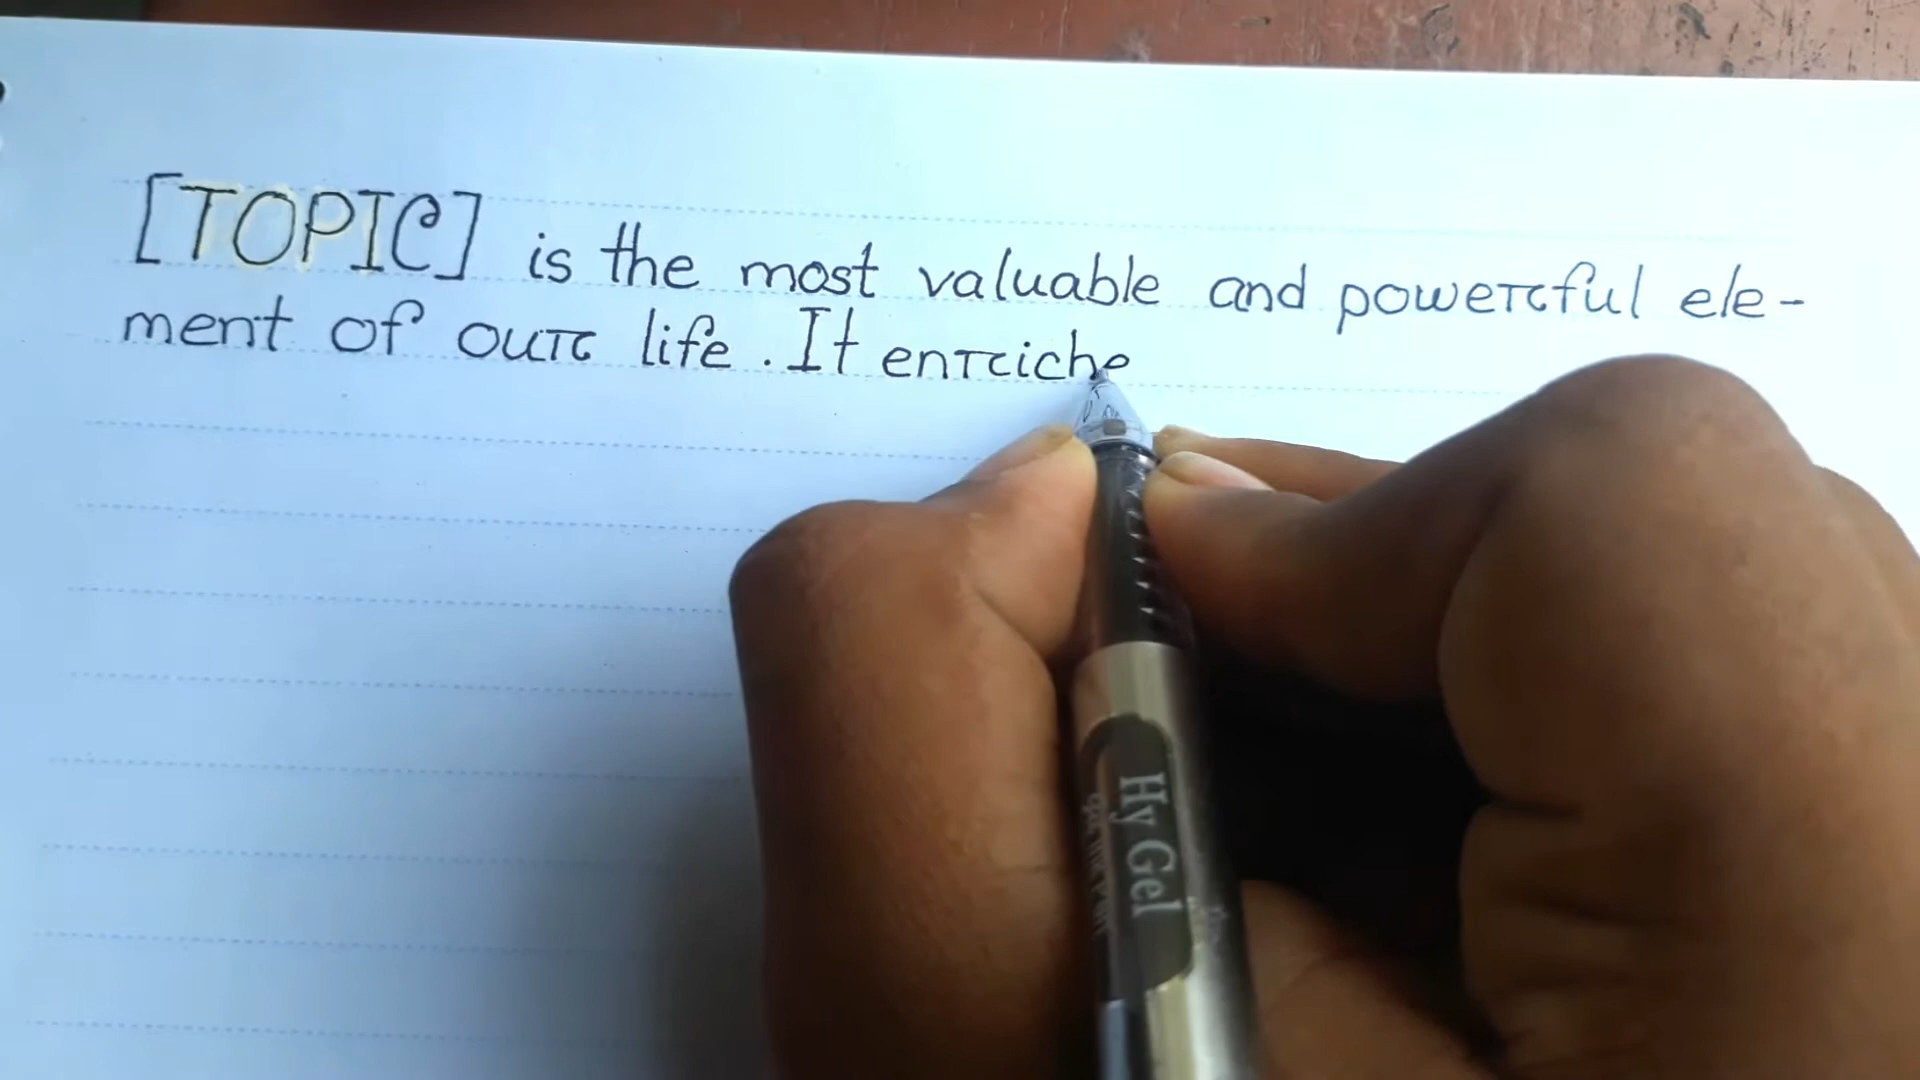 [TOPIC] is the most valuable and powerful ele-
ment of our life. It enriche
Hy Gel